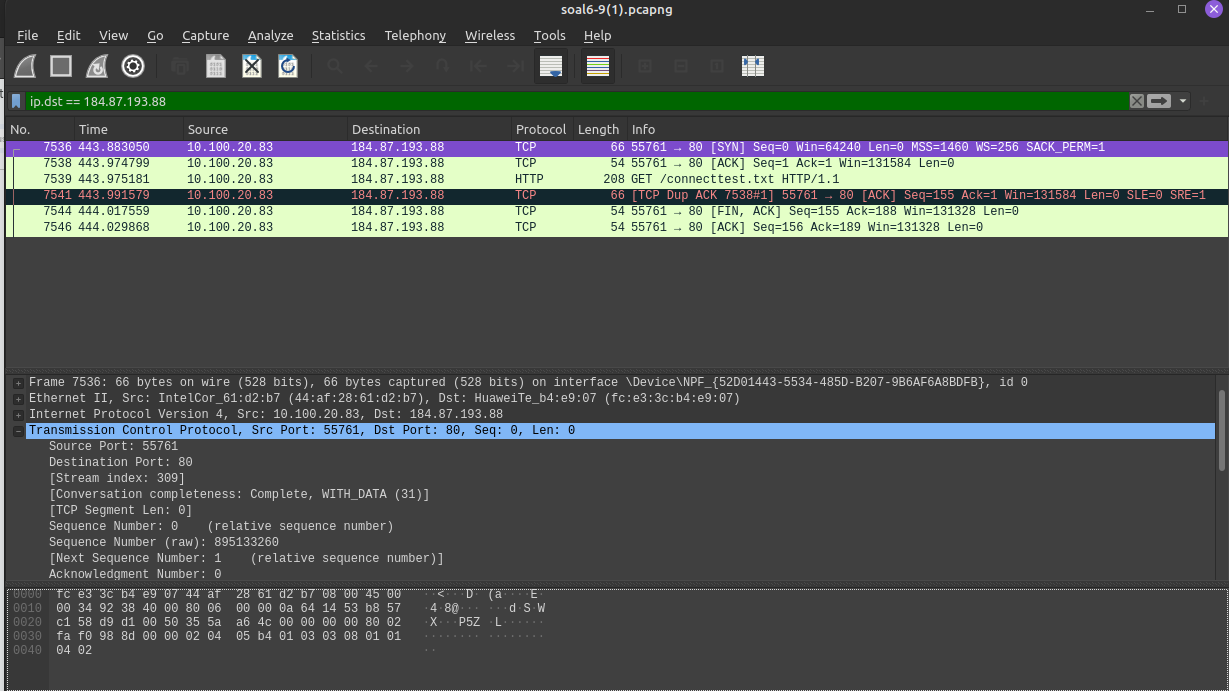 soal6-9(1).pcapng
File Edit View Go Capture Analyze Statistics Telephony Wireless Tools Help
ip.dst == 184.87.193.88
No. Time Source Destination Protocol Length Info
7536 443.883050 10.100.20.83 184.87.193.88 TCP 66 55761 → 80 [SYN] Seq=0 Win=64240 Len=0 MSS=1460 WS=256 SACK_PERM=1
7538 443.974799 10.100.20.83 184.87.193.88 TCP 54 55761 → 80 [ACK] Seq=1 Ack=1 Win=131584 Len=0
7539 443.975181 10.100.20.83 184.87.193.88 HTTP 208 GET /connecttest.txt HTTP/1.1
7541 443.991579 10.100.20.83 184.87.193.88 TCP 66 [TCP Dup ACK 7538#1] 55761 → 80 [ACK] Seq=155 Ack=1 Win=131584 Len=0 SLE=0 SRE=1
7544 444.017559 10.100.20.83 184.87.193.88 TCP 54 55761 → 80 [FIN, ACK] Seq=155 Ack=188 Win=131328 Len=0
7546 444.029868 10.100.20.83 184.87.193.88 TCP 54 55761 → 80 [ACK] Seq=156 Ack=189 Win=131328 Len=0
Frame 7536: 66 bytes on wire (528 bits), 66 bytes captured (528 bits) on interface \Device\NPF_{52D01443-5534-485D-B207-9B6AF6A8BDFB}, id 0
Ethernet II, Src: IntelCor_61:d2:b7 (44:af:28:61:d2:b7), Dst: HuaweiTe_b4:e9:07 (fc:e3:3c:b4:e9:07)
Internet Protocol Version 4, Src: 10.100.20.83, Dst: 184.87.193.88
Transmission Control Protocol, Src Port: 55761, Dst Port: 80, Seq: 0, Len: 0
Source Port: 55761
Destination Port: 80
[Stream index: 309]
[Conversation completeness: Complete, WITH_DATA (31)]
[TCP Segment Len: 0]
Sequence Number: 0 (relative sequence number)
Sequence Number (raw): 895133260
[Next Sequence Number: 1 (relative sequence number)]
Acknowledgment Number: 0
0000 fc e3 3c b4 e9 07 44 af 28 61 d2 b7 08 00 45 00 ··<···D· (a····E·
0010 00 34 92 38 40 00 80 06 00 00 0a 64 14 53 b8 57 ·4·8@··· ···d·S·W
0020 c1 58 d9 d1 00 50 35 5a a6 4c 00 00 00 00 80 02 ·X···P5Z ·L······
0030 fa f0 98 8d 00 00 02 04 05 b4 01 03 03 08 01 01 ········ ········
0040 04 02 ··